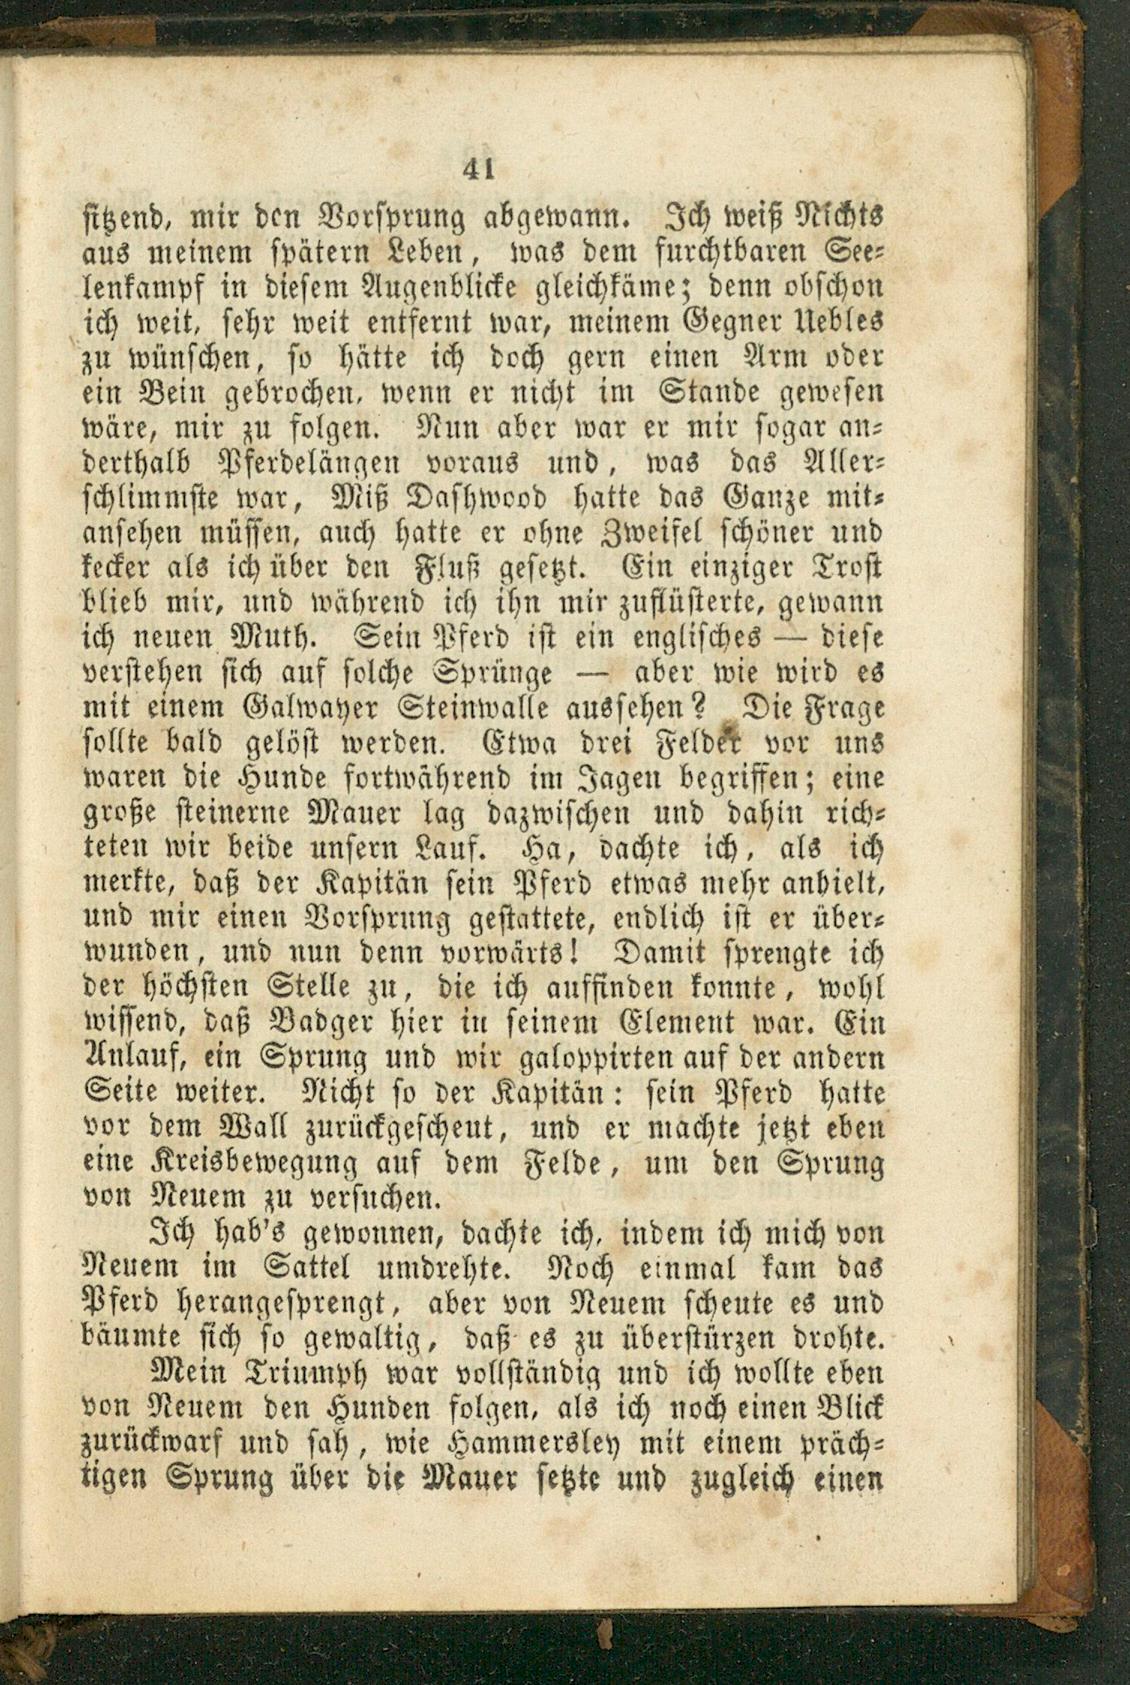 41
sitzend, mir den Vorsprung abgewann. Ich weiß Nichts
aus meinem spätern Leben, was dem furchtbaren See-
lenkampf in diesem Augenblicke gleichkäme; denn obschon
ich weit, sehr weit entfernt war, meinem Gegner Uebles
zu wünschen, so hätte ich doch gern einen Arm oder
ein Bein gebrochen, wenn er nicht im Stande gewesen
wäre, mir zu folgen. Nun aber war er mir sogar an-
derthalb Pferdelängen voraus und, was das Aller-
schlimmste war, Miß Dashwood hatte das Ganze mit-
ansehen müssen, auch hatte er ohne Zweifel schöner und
kecker als ich über den Fluß gesetzt. Ein einziger Trost
blieb mir, und während ich ihn mir zuflüsterte, gewann
ich neuen Muth. Sein Pferd ist ein englisches — diese
verstehen sich auf solche Sprünge — aber wie wird es
mit einem Galwayer Steinwalle aussehen? Die Frage
sollte bald gelöst werden. Etwa drei Felder vor uns
waren die Hunde fortwährend im Jagen begriffen; eine
große steinerne Mauer lag dazwischen und dahin rich-
teten wir beide unsern Lauf. Ha, dachte ich, als ich
merkte, daß der Kapitän sein Pferd etwas mehr anhielt,
und mir einen Vorsprung gestattete, endlich ist er über-
wunden, und nun denn vorwärts! Damit sprengte ich
der höchsten Stelle zu, die ich auffinden konnte, wohl
wissend, daß Badger hier in seinem Element war. Ein
Anlauf, ein Sprung und wir galoppirten auf der andern
Seite weiter. Nicht so der Kapitän: sein Pferd hatte
vor dem Wall zurückgescheut, und er machte jetzt eben
eine Kreisbewegung auf dem Felde, um den Sprung
von Neuem zu versuchen.
Ich hab's gewonnen, dachte ich, indem ich mich von
Neuem im Sattel umdrehte. Noch einmal kam das
Pferd herangesprengt, aber von Neuem scheute es und
bäumte sich so gewaltig, daß es zu überstürzen drohte.
Mein Triumph war vollständig und ich wollte eben
von Neuem den Hunden folgen, als ich noch einen Blick
zurückwarf und sah, wie Hammersley mit einem präch-
tigen Sprung über die Mauer setzte und zugleich einen